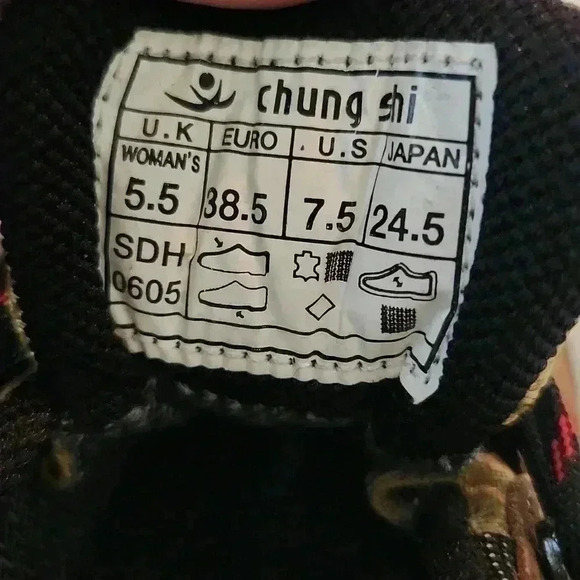 chung shi
U.K EURO U.S JAPAN
WOMAN'S
5.5 38.5 7.5 24.5
SDH
0605